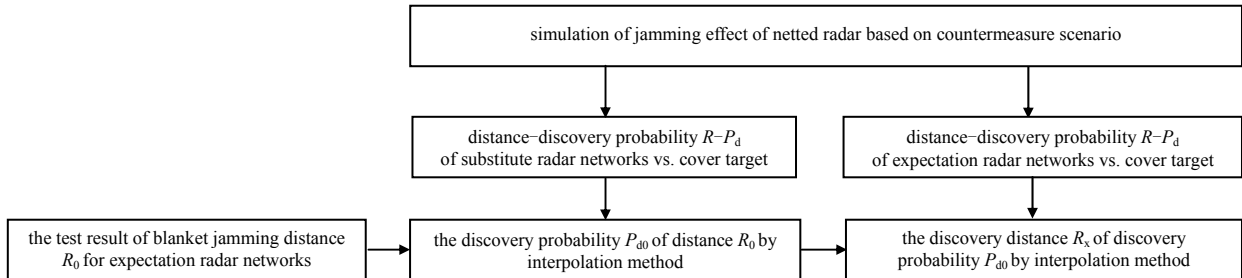 simulation of jamming effect of netted radar based on countermeasure scenario
distance−discovery probability R−Pd
of substitute radar networks vs. cover target
distance−discovery probability R−Pd
of expectation radar networks vs. cover target
the test result of blanket jamming distance
R0 for expectation radar networks
the discovery probability Pd0 of distance R0 by
interpolation method
the discovery distance Rx of discovery
probability Pd0 by interpolation method